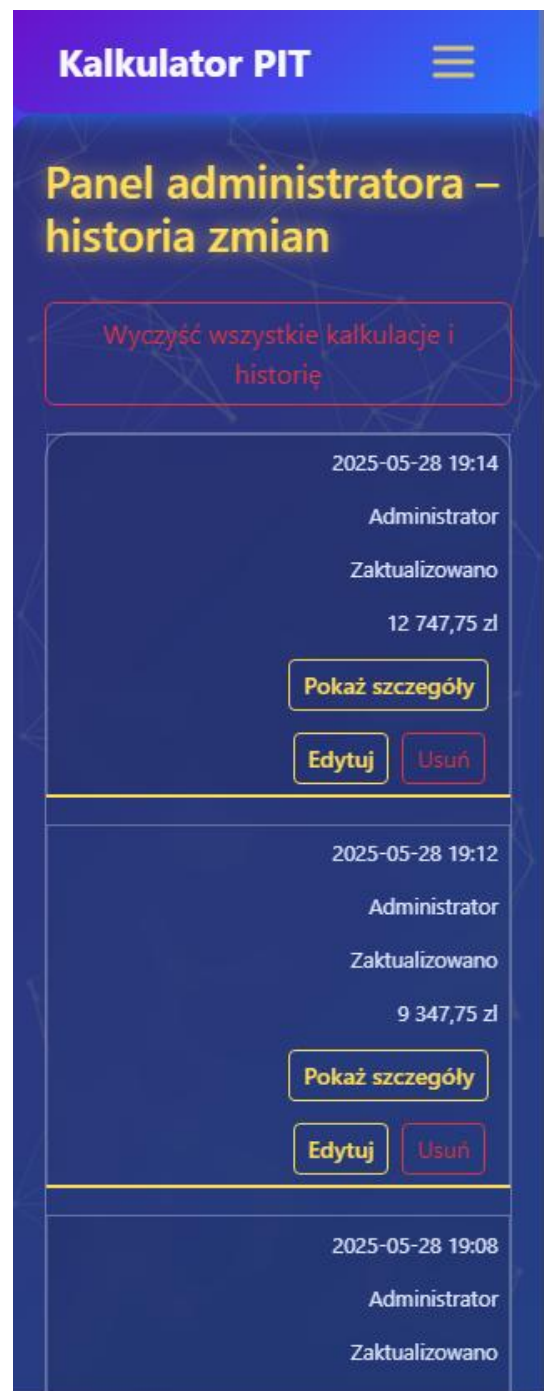 Kalkulator PIT
Panel administratora –
historia zmian
Wyczyść wszystkie kalkulacje i
historię
2025-05-28 19:14
Administrator
Zaktualizowano
12 747,75 zł
Pokaż szczegóły
Edytuj Usuń
2025-05-28 19:12
Administrator
Zaktualizowano
9 347,75 zł
Pokaż szczegóły
Edytuj Usuń
2025-05-28 19:08
Administrator
Zaktualizowano